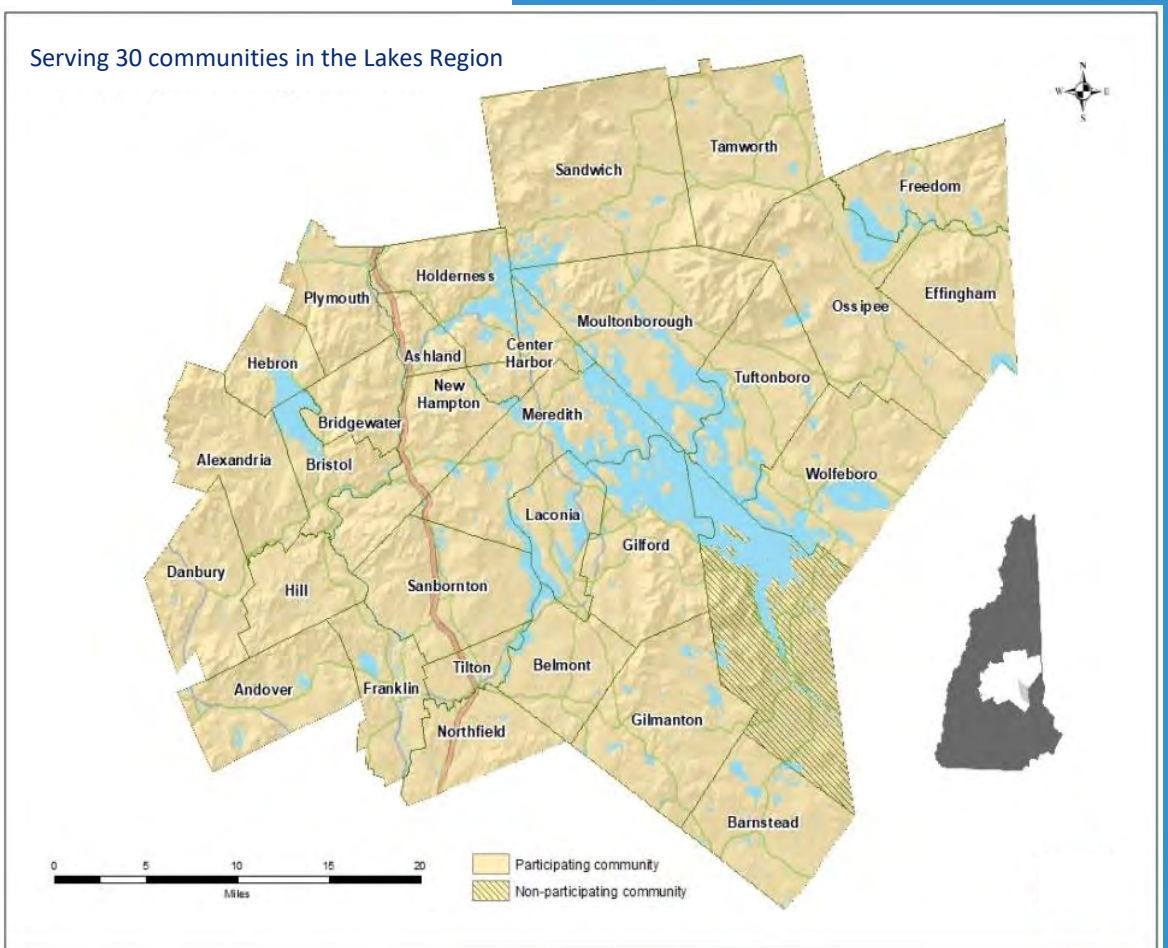 Serving 30 communities in the Lakes Region
N
W
E
S
Tamworth
Sandwich
Freedom
Holderness
Effingham
Plymouth
Ossipee
Moultonborough
Center
Harbor
Ashland
Hebron
Tuftonboro
New
Hampton
Meredith
Bridgewater
Alexandria
Bristol
Wolfeboro
Laconia
Gilford
Danbury
Sanbornton
Hill
Tilton
Belmont
Andover
Franklin
Gilmanton
Northfield
Barnstead
0 5 10 15 20
Miles
Participating community
Non-participating community